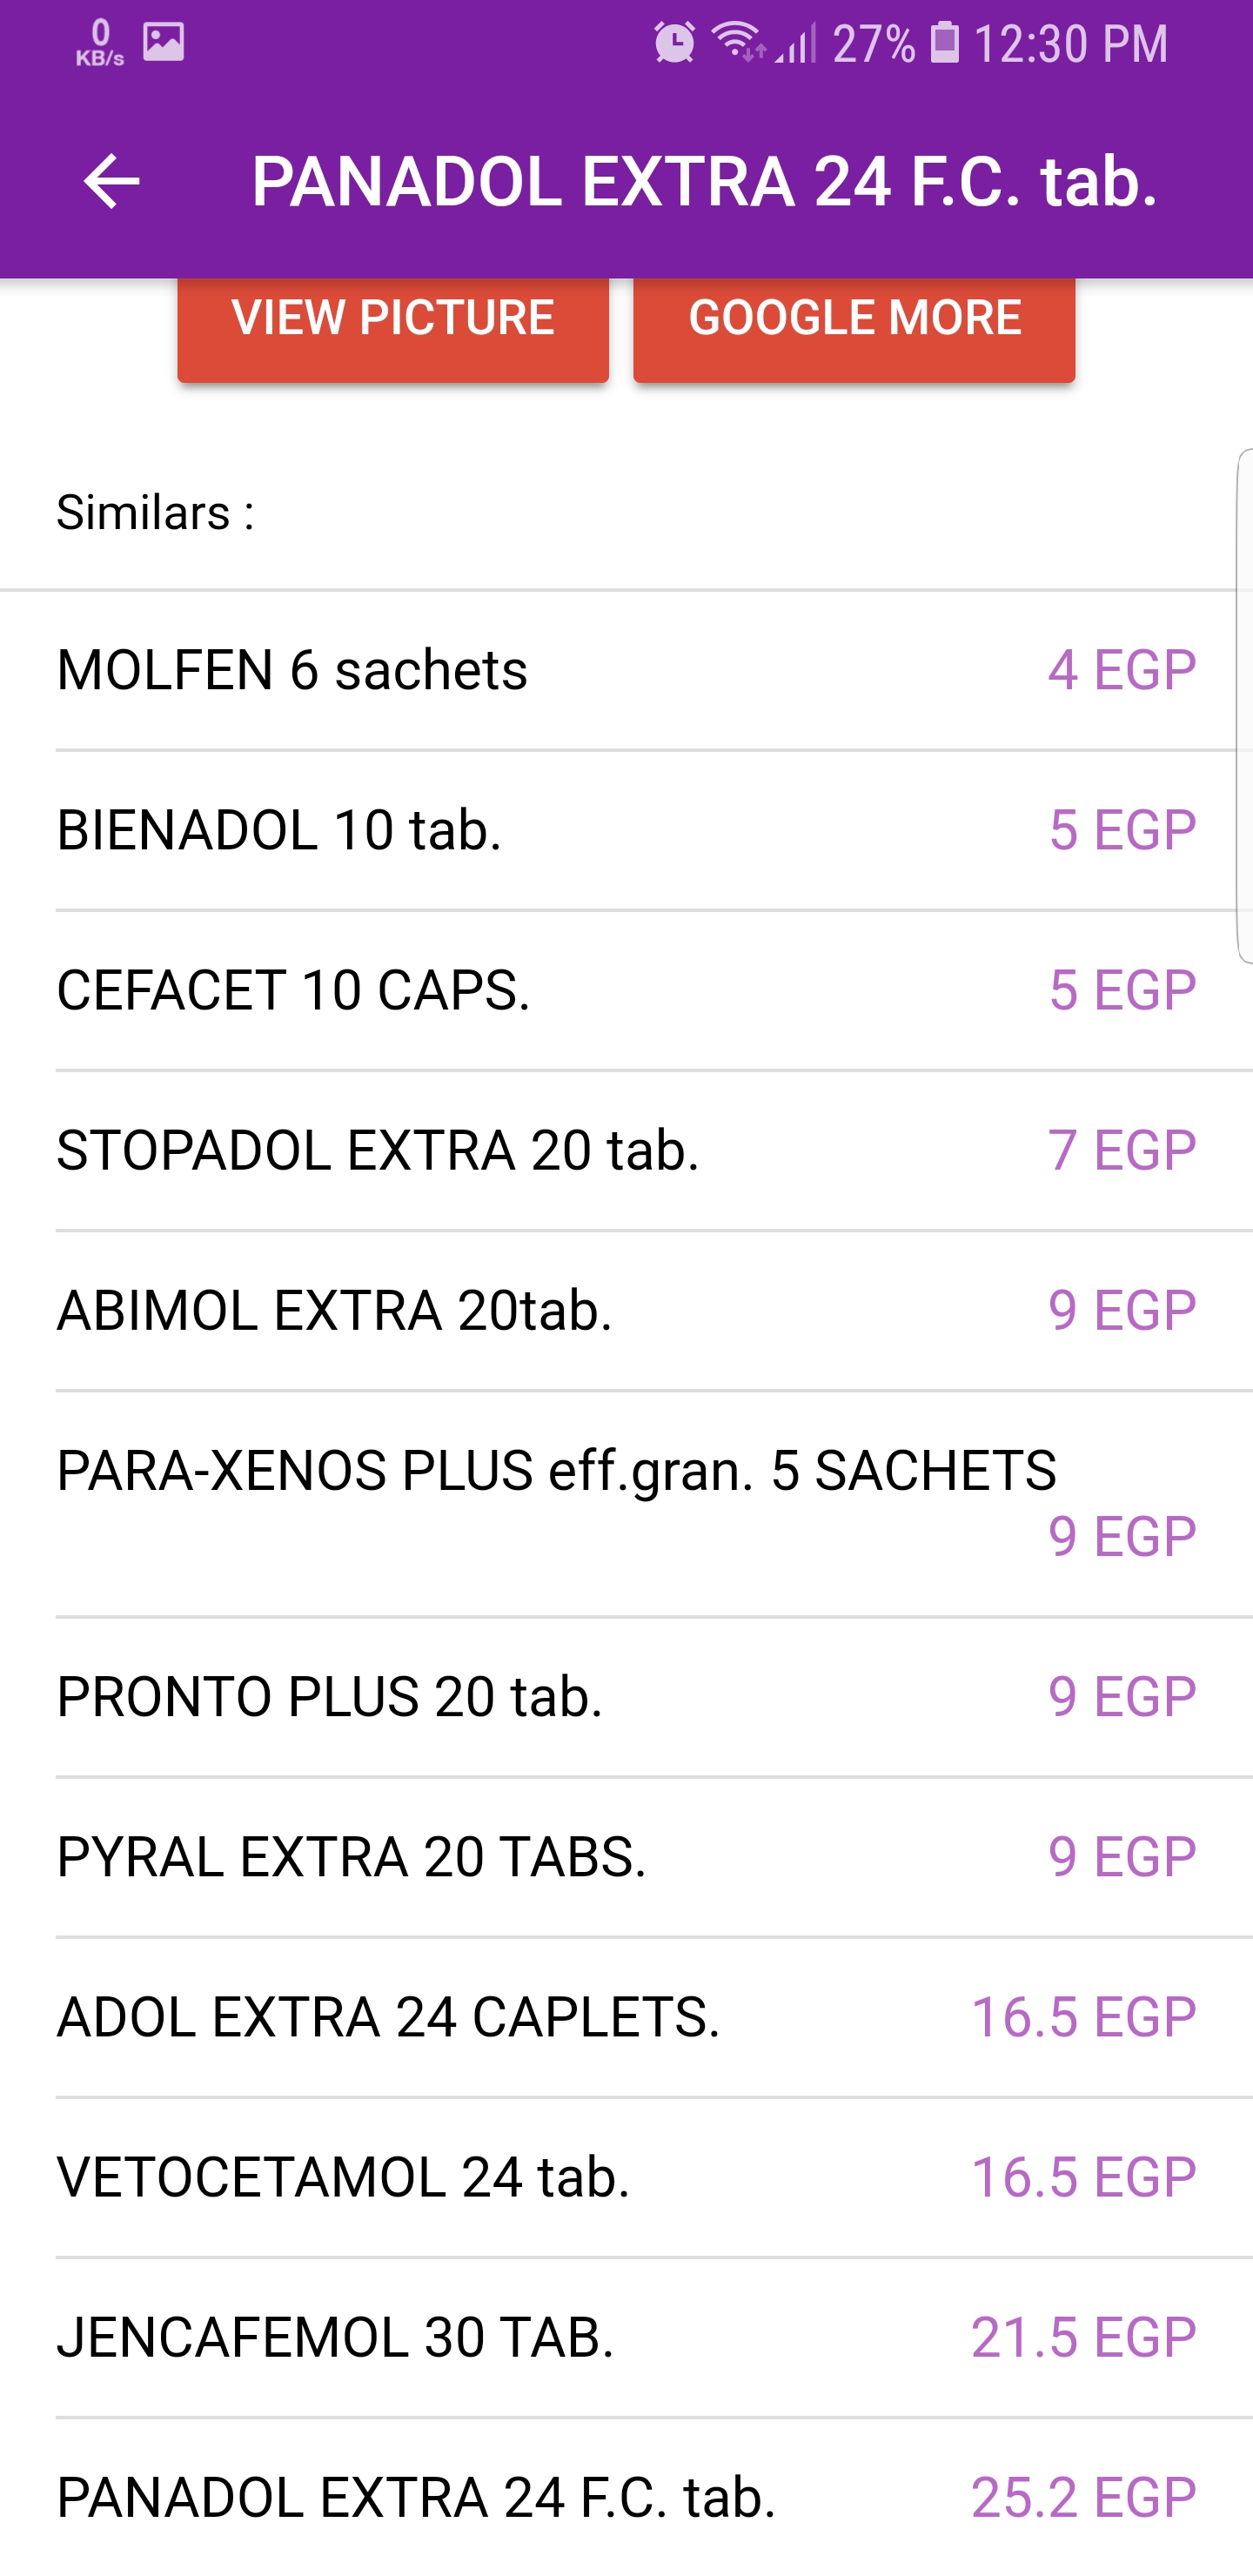 0
KB/s
27% 12:30 PM
PANADOL EXTRA 24 F.C. tab.
VIEW PICTURE GOOGLE MORE
Similars :
MOLFEN 6 sachets 4 EGP
BIENADOL 10 tab. 5 EGP
CEFACET 10 CAPS. 5 EGP
STOPADOL EXTRA 20 tab. 7 EGP
ABIMOL EXTRA 20tab. 9 EGP
PARA-XENOS PLUS eff.gran. 5 SACHETS
9 EGP
PRONTO PLUS 20 tab. 9 EGP
PYRAL EXTRA 20 TABS. 9 EGP
ADOL EXTRA 24 CAPLETS. 16.5 EGP
VETOCETAMOL 24 tab. 16.5 EGP
JENCAFEMOL 30 TAB. 21.5 EGP
PANADOL EXTRA 24 F.C. tab. 25.2 EGP